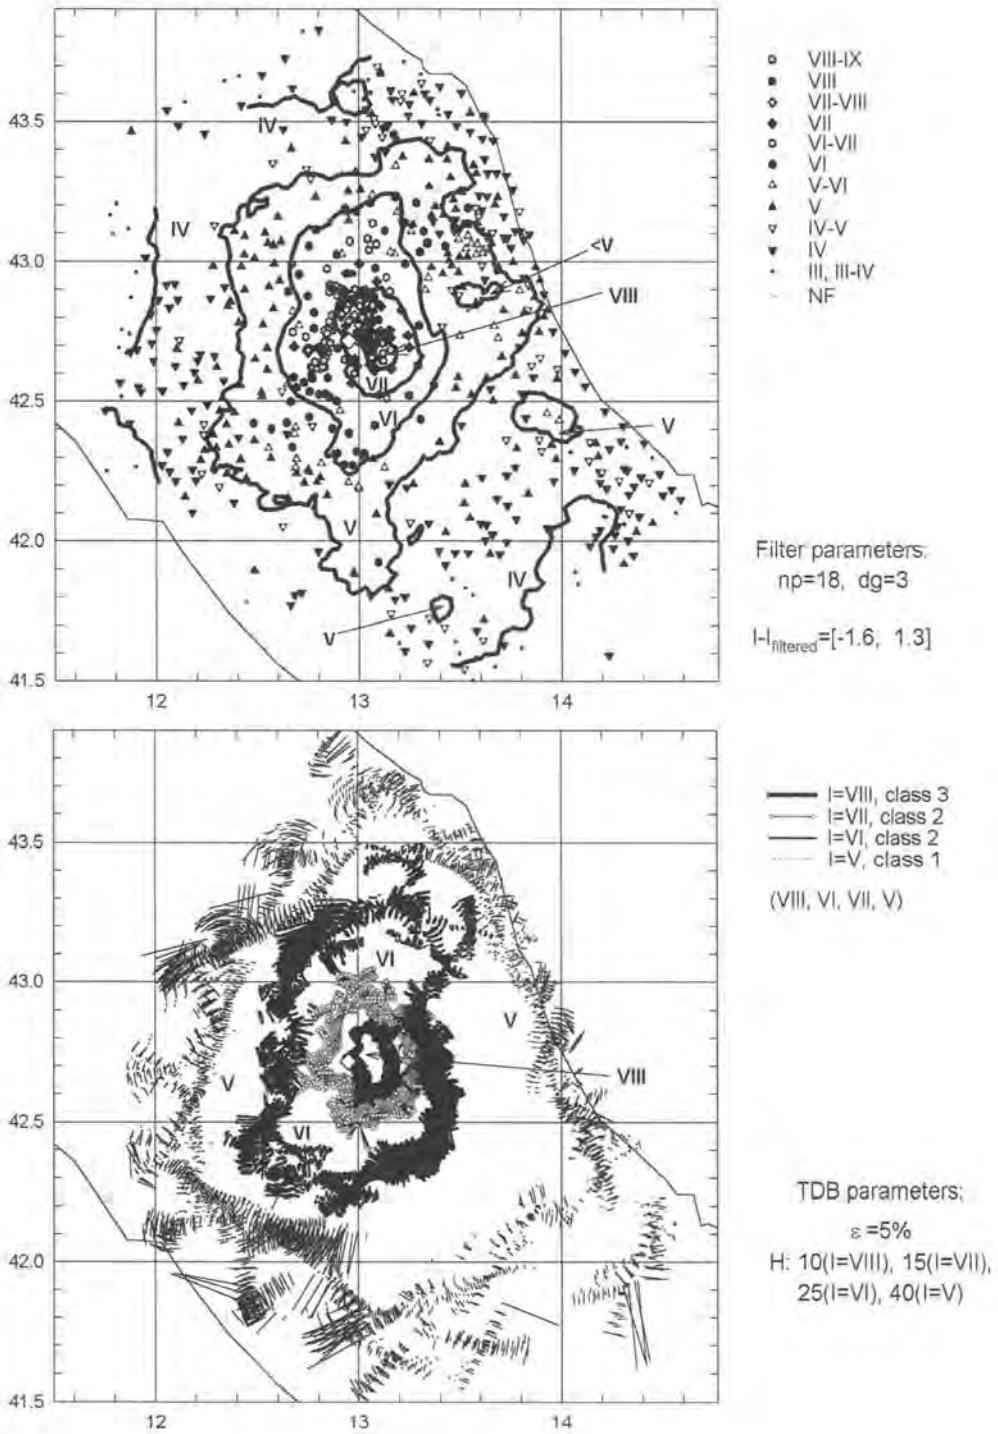 VIII-IX
VIII
VII-VIII
VII
VI-VII
VI
V-VI
V
IV-V
IV
III, III-IV
NF
43.5
43.0
42.5
42.0
41.5
12
13
14
IV
IV
<V
VIII
VII
VI
V
V
IV
V
Filter parameters:
np=18, dg=3
I-Ifiltered=[-1.6, 1.3]
I=VIII, class 3
I=VII, class 2
I=VI, class 2
I=V, class 1
(VIII, VI, VII, V)
43.5
43.0
42.5
42.0
41.5
12
13
14
VI
V
V
VIII
VI
TDB parameters:
ε=5%
H: 10(I=VIII), 15(I=VII),
25(I=VI), 40(I=V)